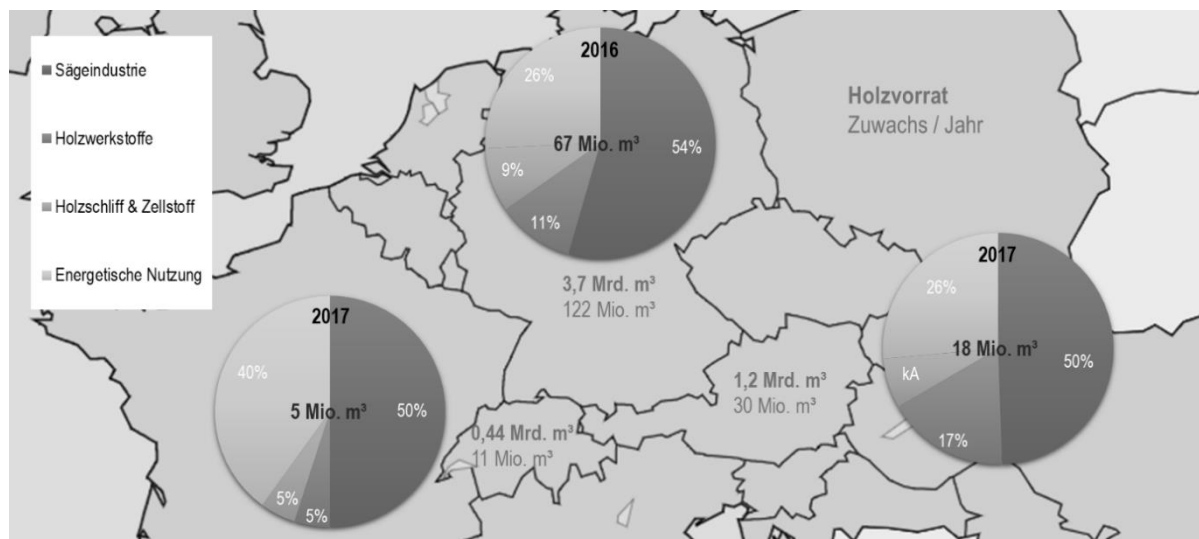 Sägeindustrie
Holzwerkstoffe
Holzschliff & Zellstoff
Energetische Nutzung
2016
26%
67 Mio. m³
54%
9%
11%
Holzvorrat
Zuwachs / Jahr
3,7 Mrd. m³
122 Mio. m³
2017
40%
5 Mio. m³
50%
5%
5%
0,44 Mrd. m³
11 Mio. m³
1,2 Mrd. m³
30 Mio. m³
2017
26%
18 Mio. m³
50%
kA
17%